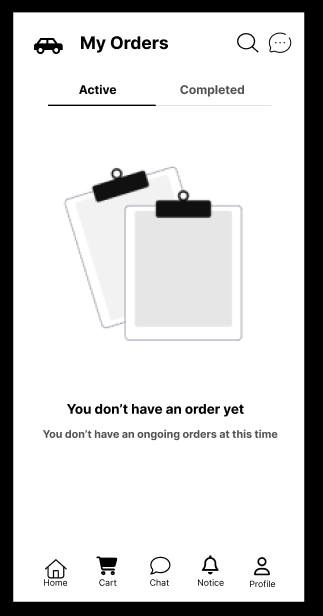 My Orders
Active
Completed
You don't have an order yet
You don't have an ongoing orders at this time
Home
Cart
Chat
Notice
Profile